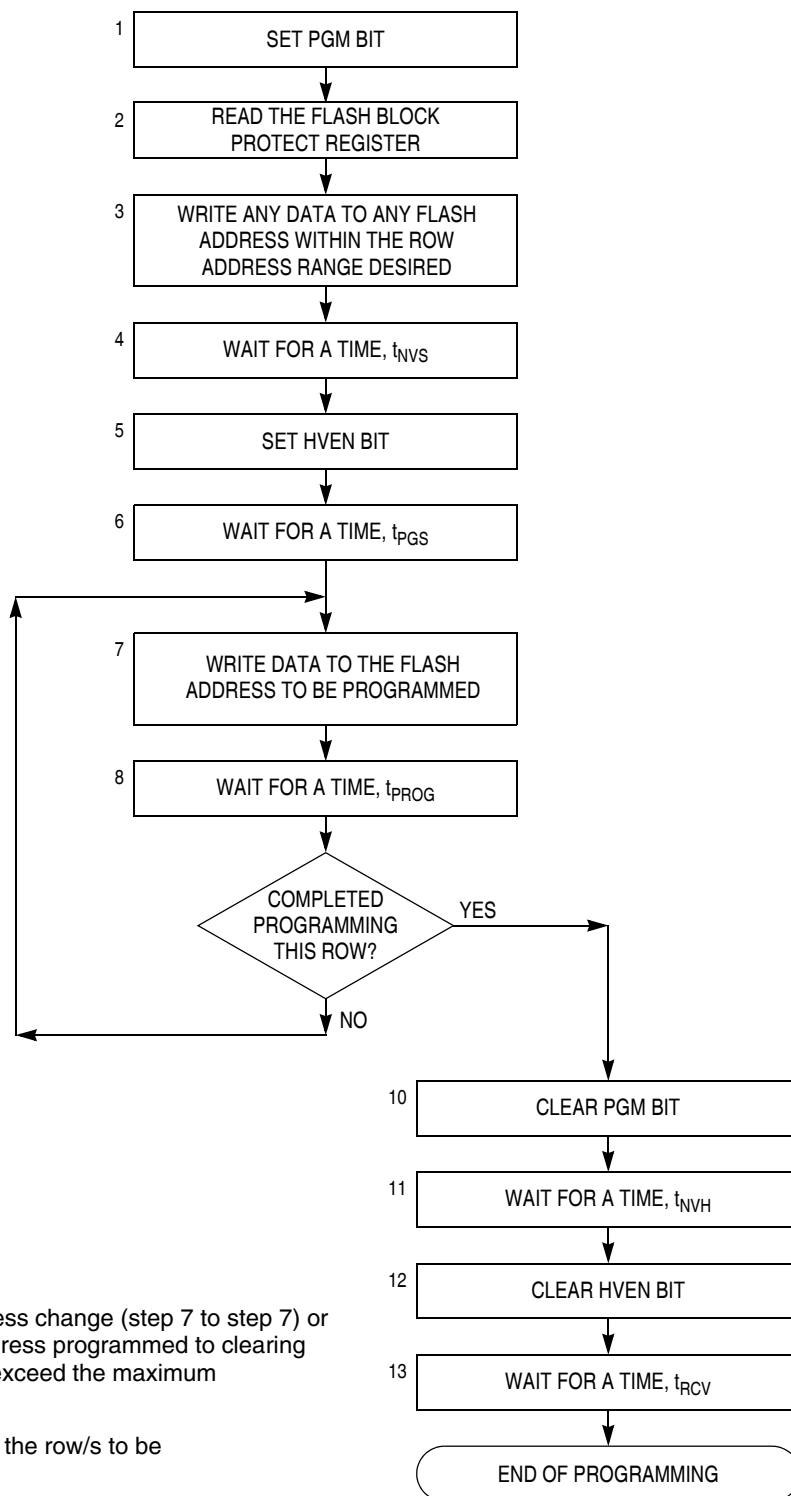 1
SET PGM BIT
2
READ THE FLASH BLOCK
PROTECT REGISTER
3
WRITE ANY DATA TO ANY FLASH
ADDRESS WITHIN THE ROW
ADDRESS RANGE DESIRED
4
WAIT FOR A TIME, tNVS
5
SET HVEN BIT
6
WAIT FOR A TIME, tPGS
7
WRITE DATA TO THE FLASH
ADDRESS TO BE PROGRAMMED
8
WAIT FOR A TIME, tPROG
COMPLETED
PROGRAMMING
THIS ROW?
YES
NO
10
CLEAR PGM BIT
11
WAIT FOR A TIME, tNVH
12
CLEAR HVEN BIT
13
WAIT FOR A TIME, tRCV
END OF PROGRAMMING
ess change (step 7 to step 7) or
dress programmed to clearing
exceed the maximum
the row/s to be